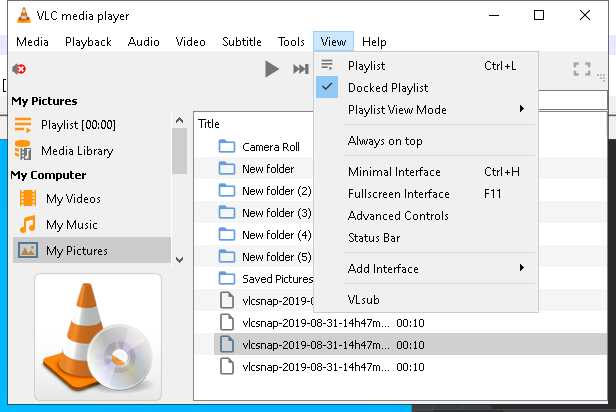 VLC media player
Media Playback Audio Video Subtitle Tools View Help
My Pictures
Playlist [00:00]
Media Library
My Computer
My Videos
My Music
My Pictures
Title
Camera Roll
New folder
New folder (2)
New folder (3)
New folder (4)
New folder (5)
Saved Pictures
vlcsnap-2019-0
vlcsnap-2019-08-31-14h47m... 00:10
vlcsnap-2019-08-31-14h47m... 00:10
vlcsnap-2019-08-31-14h47m... 00:10
Playlist Ctrl+L
Docked Playlist
Playlist View Mode
Always on top
Minimal Interface Ctrl+H
Fullscreen Interface F11
Advanced Controls
Status Bar
Add Interface
VLsub